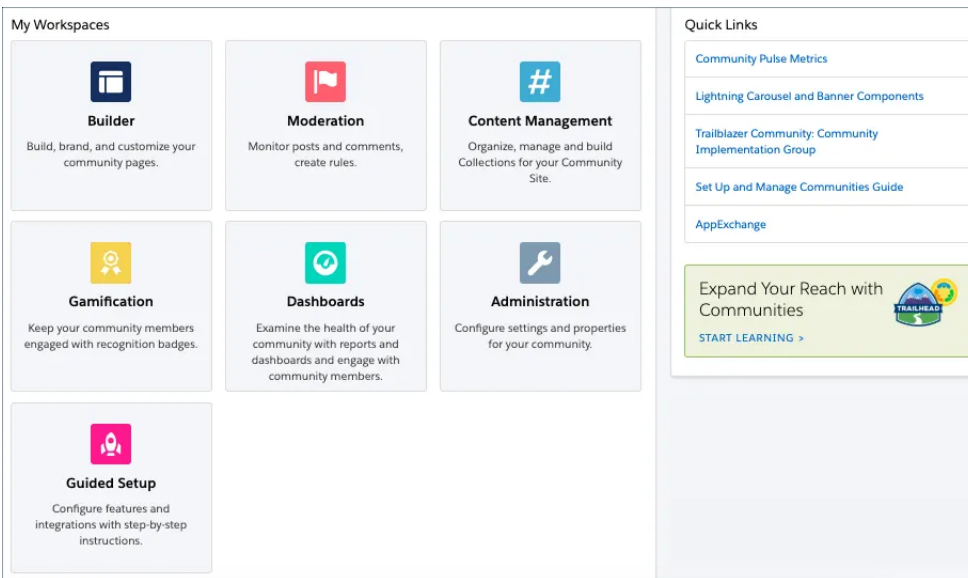 My Workspaces
Builder
Build, brand, and customize your
community pages.
Moderation
Monitor posts and comments,
create rules.
#
Content Management
Organize, manage and build
Collections for your Community
Site.
Gamification
Keep your community members
engaged with recognition badges.
Dashboards
Examine the health of your
community with reports and
dashboards and engage with
community members.
Administration
Configure settings and properties
for your community.
Guided Setup
Configure features and
integrations with step-by-step
instructions.
Quick Links
Community Pulse Metrics
Lightning Carousel and Banner Components
Trailblazer Community: Community
Implementation Group
Set Up and Manage Communities Guide
AppExchange
Expand Your Reach with
Communities
START LEARNING >
TRAILHEAD